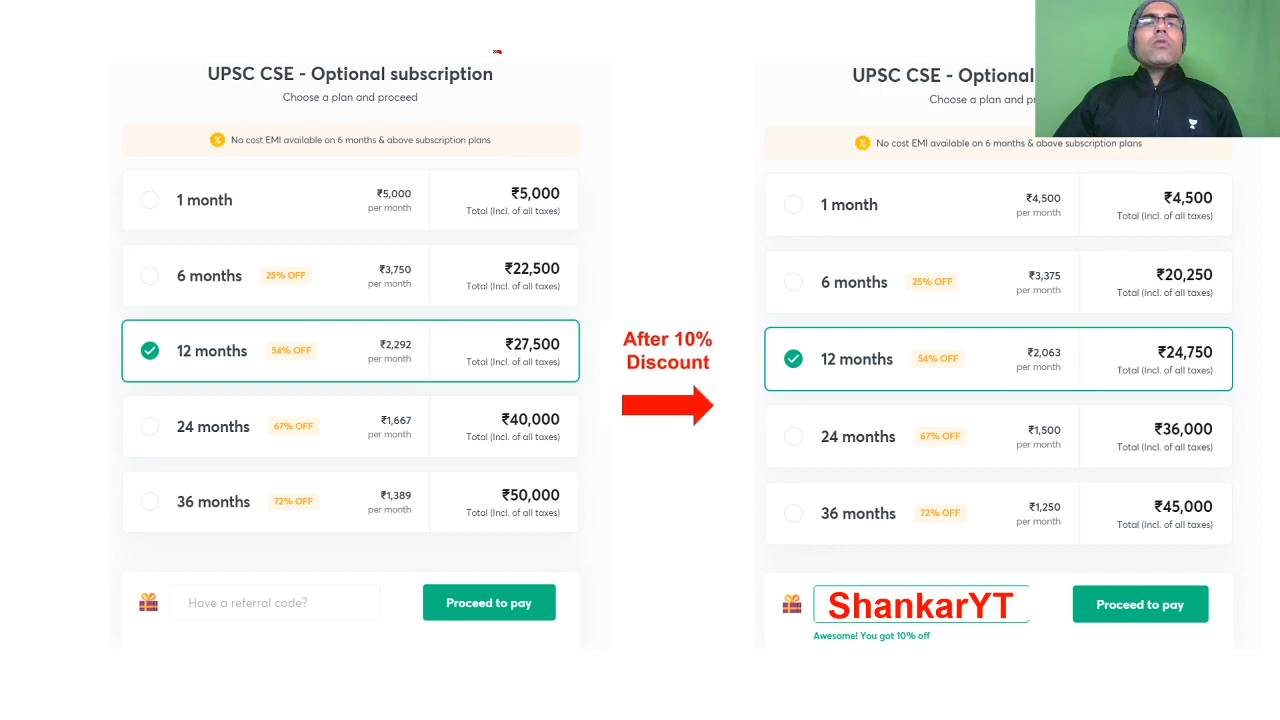 UPSC CSE - Optional subscription
Choose a plan and proceed
No cost EMI available on 6 months & above subscription plans
1 month
₹5,000
per month
₹5,000
Total (Incl. of all taxes)
6 months
25% OFF
₹3,750
per month
₹22,500
Total (Incl. of all taxes)
12 months
54% OFF
₹2,292
per month
₹27,500
Total (Incl. of all taxes)
24 months
67% OFF
₹1,667
per month
₹40,000
Total (Incl. of all taxes)
36 months
72% OFF
₹1,389
per month
₹50,000
Total (Incl. of all taxes)
Have a referral code?
Proceed to pay
After 10%
Discount
UPSC CSE - Optional
Choose a plan and pr
No cost EMI available on 6 months & above subscription plans
1 month
₹4,500
per month
₹4,500
Total (Incl. of all taxes)
6 months
25% OFF
₹3,375
per month
₹20,250
Total (Incl. of all taxes)
12 months
54% OFF
₹2,063
per month
₹24,750
Total (Incl. of all taxes)
24 months
67% OFF
₹1,500
per month
₹36,000
Total (Incl. of all taxes)
36 months
72% OFF
₹1,250
per month
₹45,000
Total (Incl. of all taxes)
ShankarYT
Proceed to pay
Awesome! You got 10% off